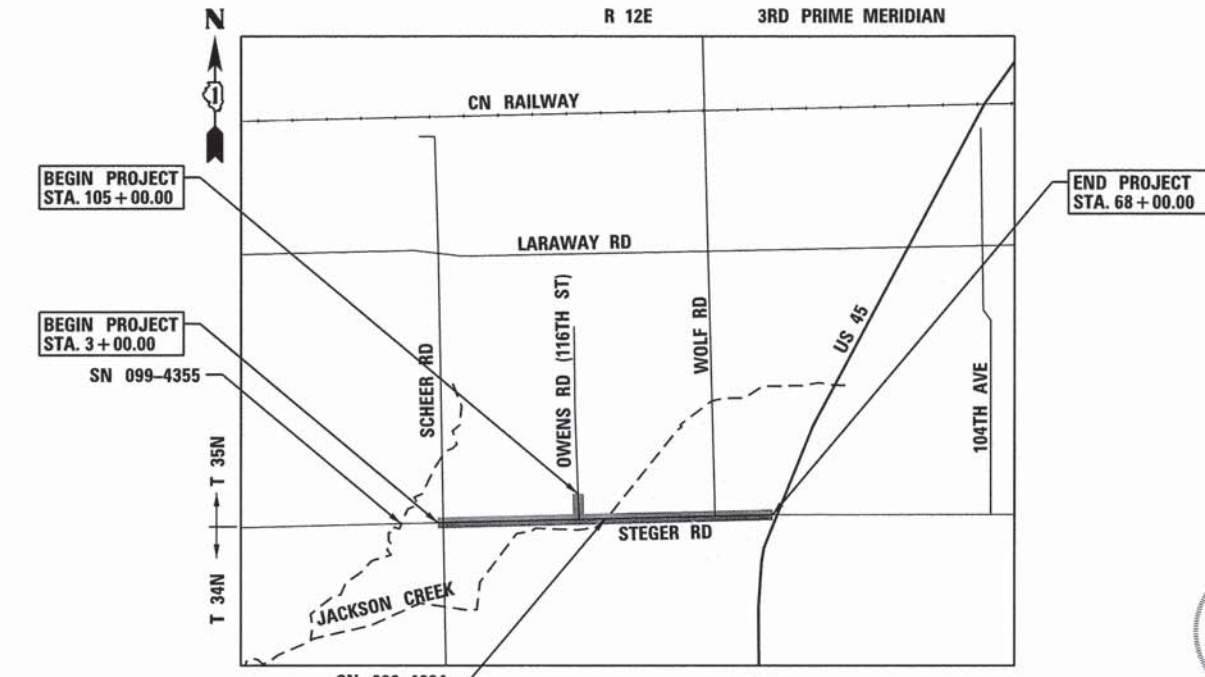 R 12E 3RD PRIME MERIDIAN
N
1
CN RAILWAY
BEGIN PROJECT
STA. 105+00.00
END PROJECT
STA. 68+00.00
LARAWAY RD
BEGIN PROJECT
STA. 3+00.00
SN 099-4355
SCHEER RD
OWENS RD (116TH ST)
WOLF RD
US 45
104TH AVE
T 35N
STEGER RD
T 34N
JACKSON CREEK